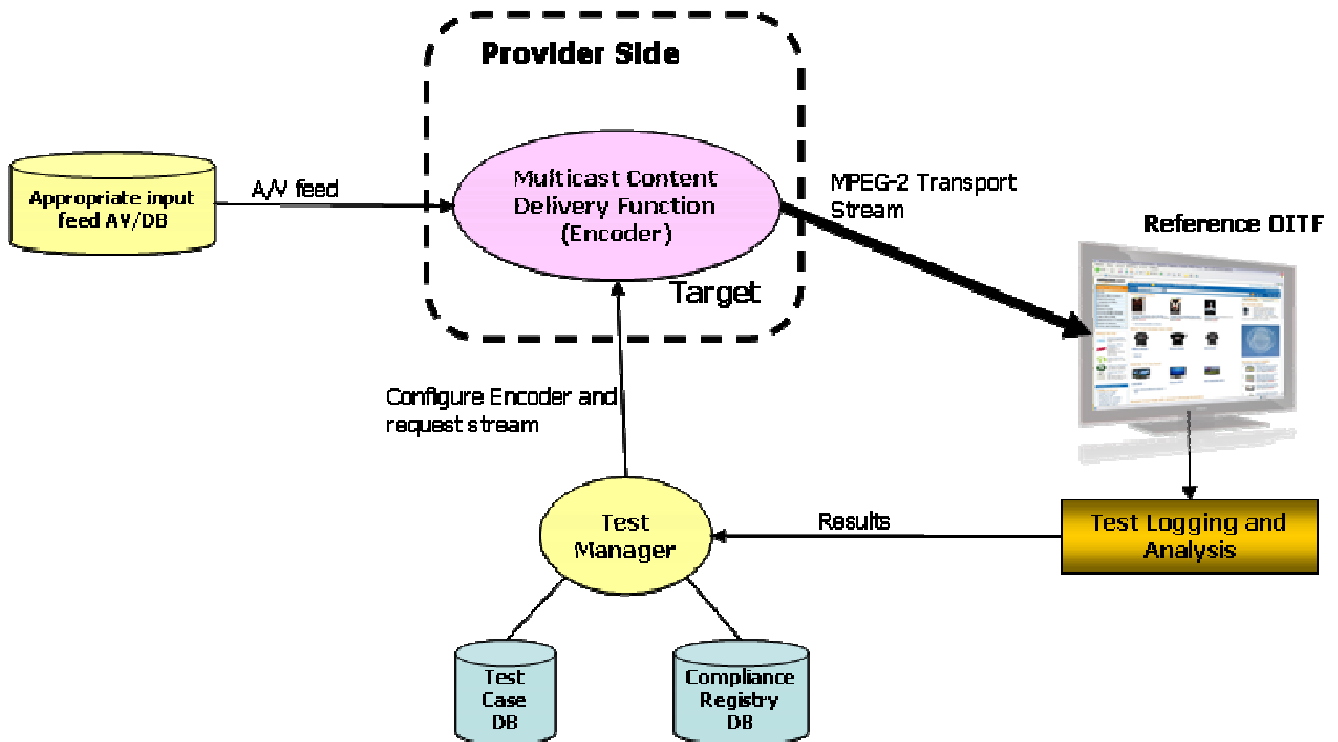 Provider Side
Appropriate input
feed AV/DB
A/V feed
Multicast Content
Delivery Function
(Encoder)
Target
MPEG-2 Transport
Stream
Reference OITF
Configure Encoder and
request stream
Test
Manager
Results
Test Logging and
Analysis
Test
Case
DB
Compliance
Registry
DB